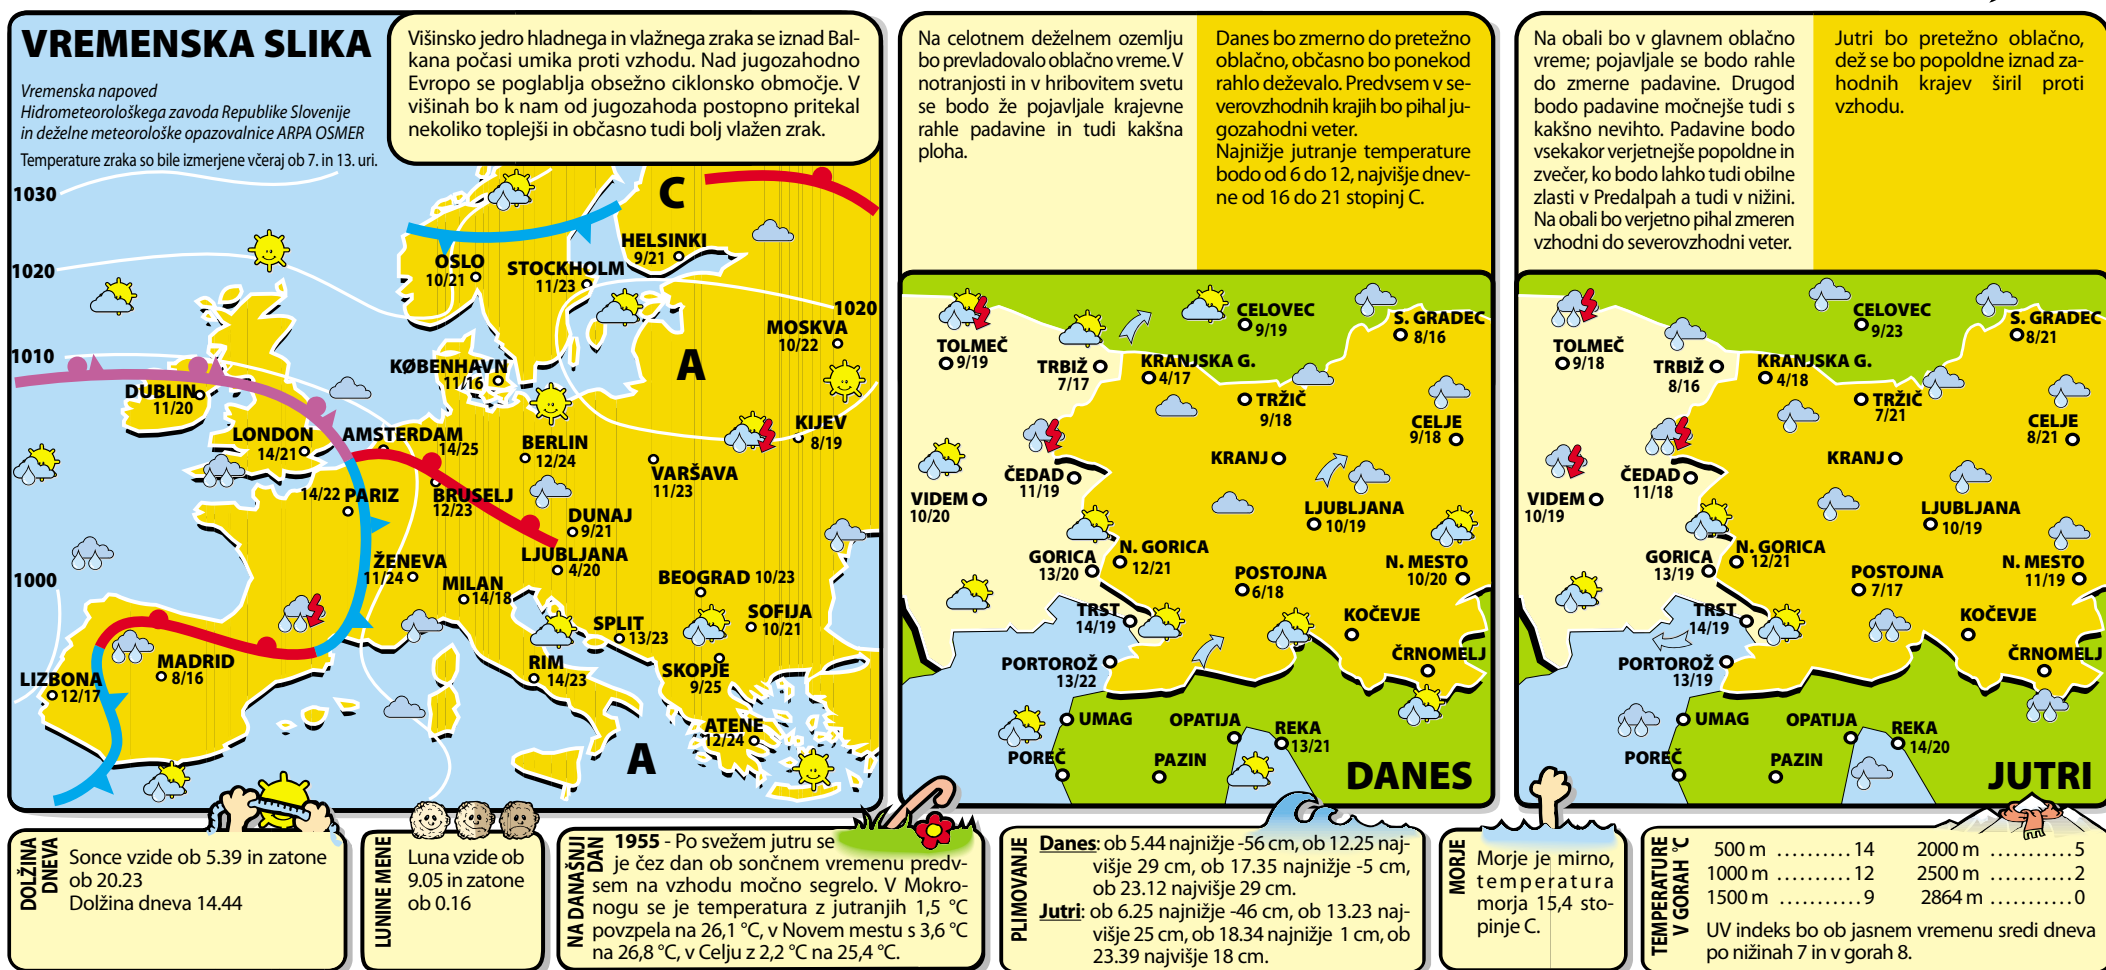 VREMENSKA SLIKA
Vremenska napoved
Hidrometeorološkega zavoda Republike Slovenije
in deželne meteorološke opazovalnice ARPA OSMER
Temperature zraka so bile izmerjene včeraj ob 7. in 13. uri.
Višinsko jedro hladnega in vlažnega zraka se iznad Bal-
kana počasi umika proti vzhodu. Nad jugozahodno
Evropo se poglablja obsežno ciklonsko območje. V
višinah bo k nam od jugozahoda postopno pritekal
nekoliko toplejši in občasno tudi bolj vlažen zrak.
1030
1020
1010
1000
1020
C
A
A
HELSINKI
9/21
OSLO
10/21
STOCKHOLM
11/23
MOSKVA
10/22
KØBENHAVN
11/16
DUBLIN
11/20
LONDON
14/21
AMSTERDAM
14/25
BERLIN
12/24
KIJEV
8/19
VARŠAVA
11/23
14/22 PARIZ
BRUSELJ
12/23
DUNAJ
9/21
LJUBLJANA
4/20
ŽENEVA
11/24
MILAN
14/18
BEOGRAD 10/23
SOFIJA
10/21
SPLIT
13/23
MADRID
8/16
LIZBONA
12/17
RIM
14/23
SKOPJE
9/25
ATENE
12/24
Na celotnem deželnem ozemlju
bo prevladovalo oblačno vreme. V
notranjosti in v hribovitem svetu
se bodo že pojavljale krajevne
rahle padavine in tudi kakšna
ploha.
Danes bo zmerno do pretežno
oblačno, občasno bo ponekod
rahlo deževalo. Predvsem v se-
verovzhodnih krajih bo pihal ju-
gozahodni veter.
Najnižje jutranje temperature
bodo od 6 do 12, najvišje dnev-
ne od 16 do 21 stopinj C.
CELOVEC
9/19
S. GRADEC
8/16
TOLMEČ
9/19
TRBIŽ
7/17
KRANJSKA G.
4/17
TRŽIČ
9/18
CELJE
9/18
KRANJ
ČEDAD
11/19
VIDEM
10/20
LJUBLJANA
10/19
GORICA
13/20
N. GORICA
12/21
POSTOJNA
6/18
N. MESTO
10/20
TRST
14/19
KOČEVJE
PORTOROŽ
13/22
ČRNOMELJ
UMAG
OPATIJA
REKA
13/21
POREČ
PAZIN
DANES
Na obali bo v glavnem oblačno
vreme; pojavljale se bodo rahle
do zmerne padavine. Drugod
bodo padavine močnejše tudi s
kakšno nevihto. Padavine bodo
vsekakor verjetnejše popoldne in
zvečer, ko bodo lahko tudi obilne
zlasti v Predalpah a tudi v nižini.
Na obali bo verjetno pihal zmeren
vzhodni do severovzhodni veter.
Jutri bo pretežno oblačno,
dež se bo popoldne iznad za-
hodnih krajev širil proti
vzhodu.
CELOVEC
9/23
S. GRADEC
8/21
TOLMEČ
9/18
TRBIŽ
8/16
KRANJSKA G.
4/18
TRŽIČ
7/21
CELJE
8/21
KRANJ
ČEDAD
11/18
VIDEM
10/19
LJUBLJANA
10/19
GORICA
13/19
N. GORICA
12/21
POSTOJNA
7/17
N. MESTO
11/19
TRST
14/19
KOČEVJE
PORTOROŽ
13/19
ČRNOMELJ
UMAG
OPATIJA
REKA
14/20
POREČ
PAZIN
JUTRI
DOLŽINA
DNEVA
Sonce vzide ob 5.39 in zatone
ob 20.23
Dolžina dneva 14.44
LUNINE MENE
Luna vzide ob
9.05 in zatone
ob 0.16
NA DANAŠNJI
DAN
1955 - Po svežem jutru se
je čez dan ob sončnem vremenu predv-
sem na vzhodu močno segrelo. V Mokro-
nogu se je temperatura z jutranjih 1,5 °C
povzpela na 26,1 °C, v Novem mestu s 3,6 °C
na 26,8 °C, v Celju z 2,2 °C na 25,4 °C.
PLIMOVANJE
Danes: ob 5.44 najnižje -56 cm, ob 12.25 naj-
višje 29 cm, ob 17.35 najnižje -5 cm,
ob 23.12 najvišje 29 cm.
Jutri: ob 6.25 najnižje -46 cm, ob 13.23 naj-
višje 25 cm, ob 18.34 najnižje 1 cm, ob
23.39 najvišje 18 cm.
MORJE
Morje je mirno,
temperatura
morja 15,4 sto-
pinje C.
TEMPERATURE °C
V GORAH
500 m ........... 14
1000 m .......... 12
1500 m .......... 9
2000 m .......... 5
2500 m .......... 2
2864 m .......... 0
UV indeks bo ob jasnem vremenu sredi dneva
po nižinah 7 in v gorah 8.